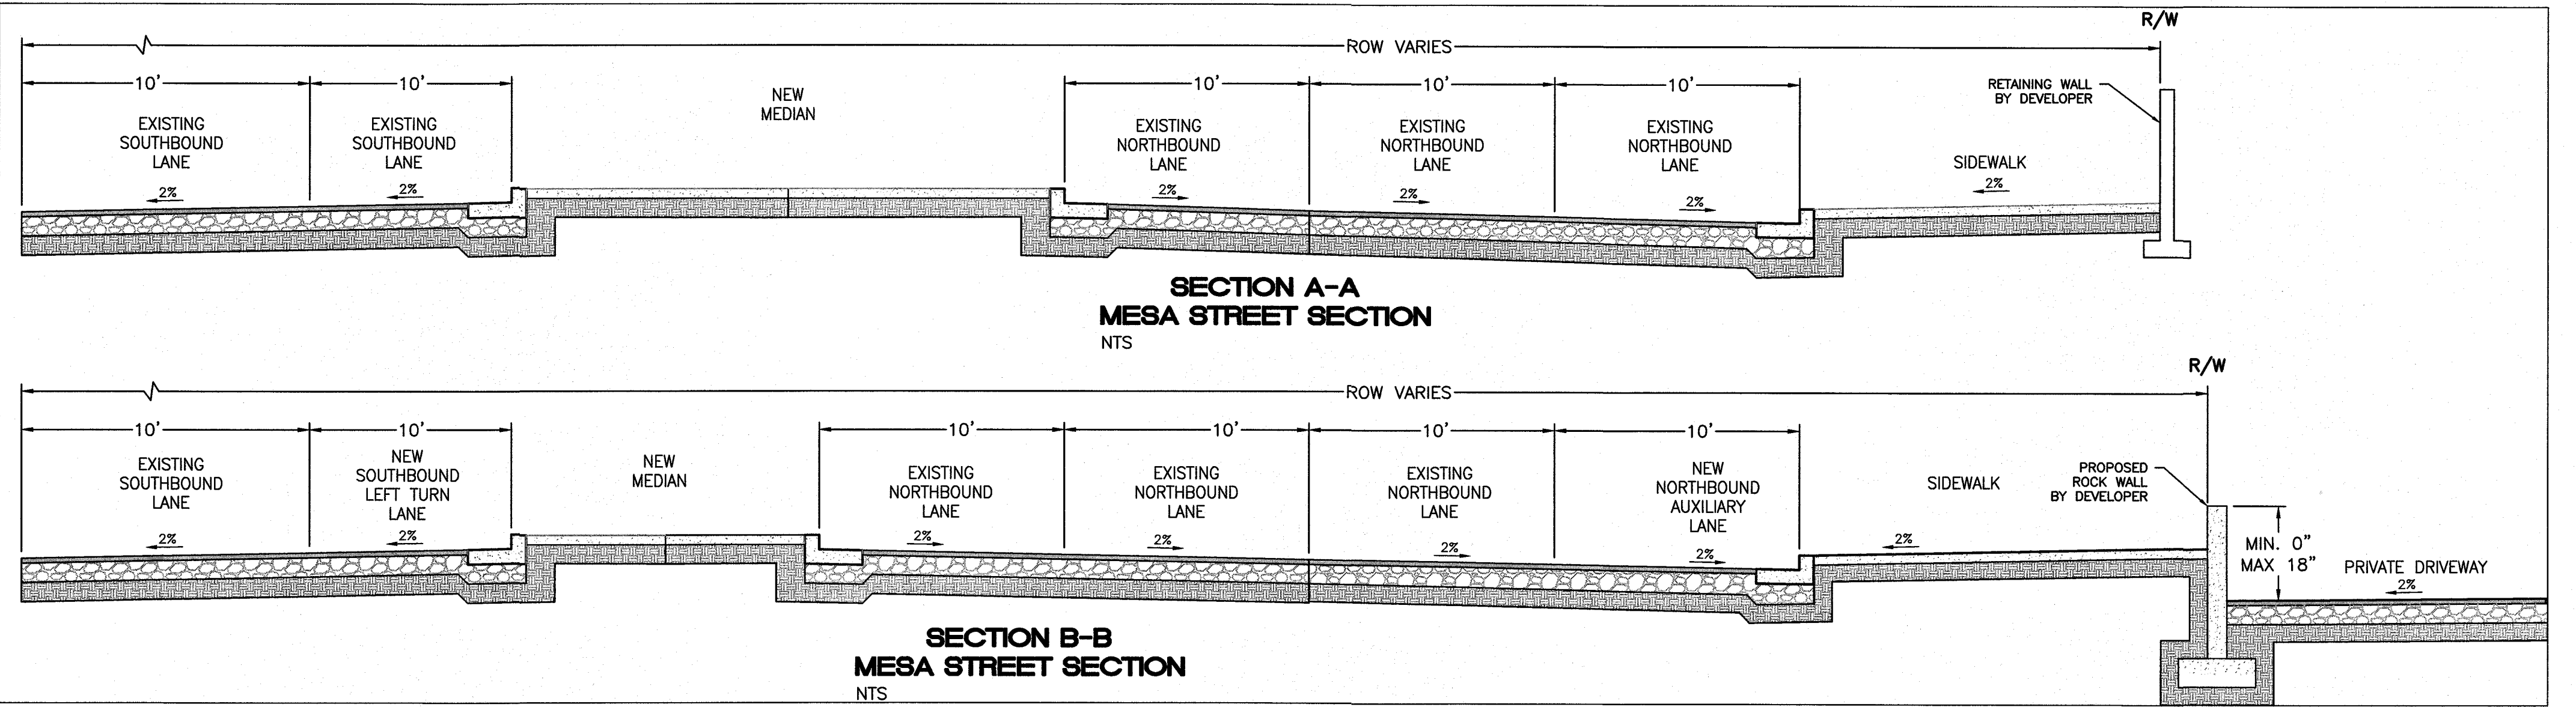 R/W
ROW VARIES
10'
10'
10'
10'
10'
NEW
MEDIAN
RETAINING WALL
BY DEVELOPER
EXISTING
SOUTHBOUND
LANE
EXISTING
SOUTHBOUND
LANE
EXISTING
NORTHBOUND
LANE
EXISTING
NORTHBOUND
LANE
EXISTING
NORTHBOUND
LANE
SIDEWALK
2%
2%
2%
2%
2%
2%
SECTION A-A
MESA STREET SECTION
NTS
R/W
ROW VARIES
10'
10'
10'
10'
10'
10'
EXISTING
SOUTHBOUND
LANE
NEW
SOUTHBOUND
LEFT TURN
LANE
NEW
MEDIAN
EXISTING
NORTHBOUND
LANE
EXISTING
NORTHBOUND
LANE
EXISTING
NORTHBOUND
LANE
NEW
NORTHBOUND
AUXILIARY
LANE
SIDEWALK
PROPOSED
ROCK WALL
BY DEVELOPER
2%
2%
2%
2%
2%
2%
2%
MIN. 0"
MAX 18"
PRIVATE DRIVEWAY
2%
SECTION B-B
MESA STREET SECTION
NTS